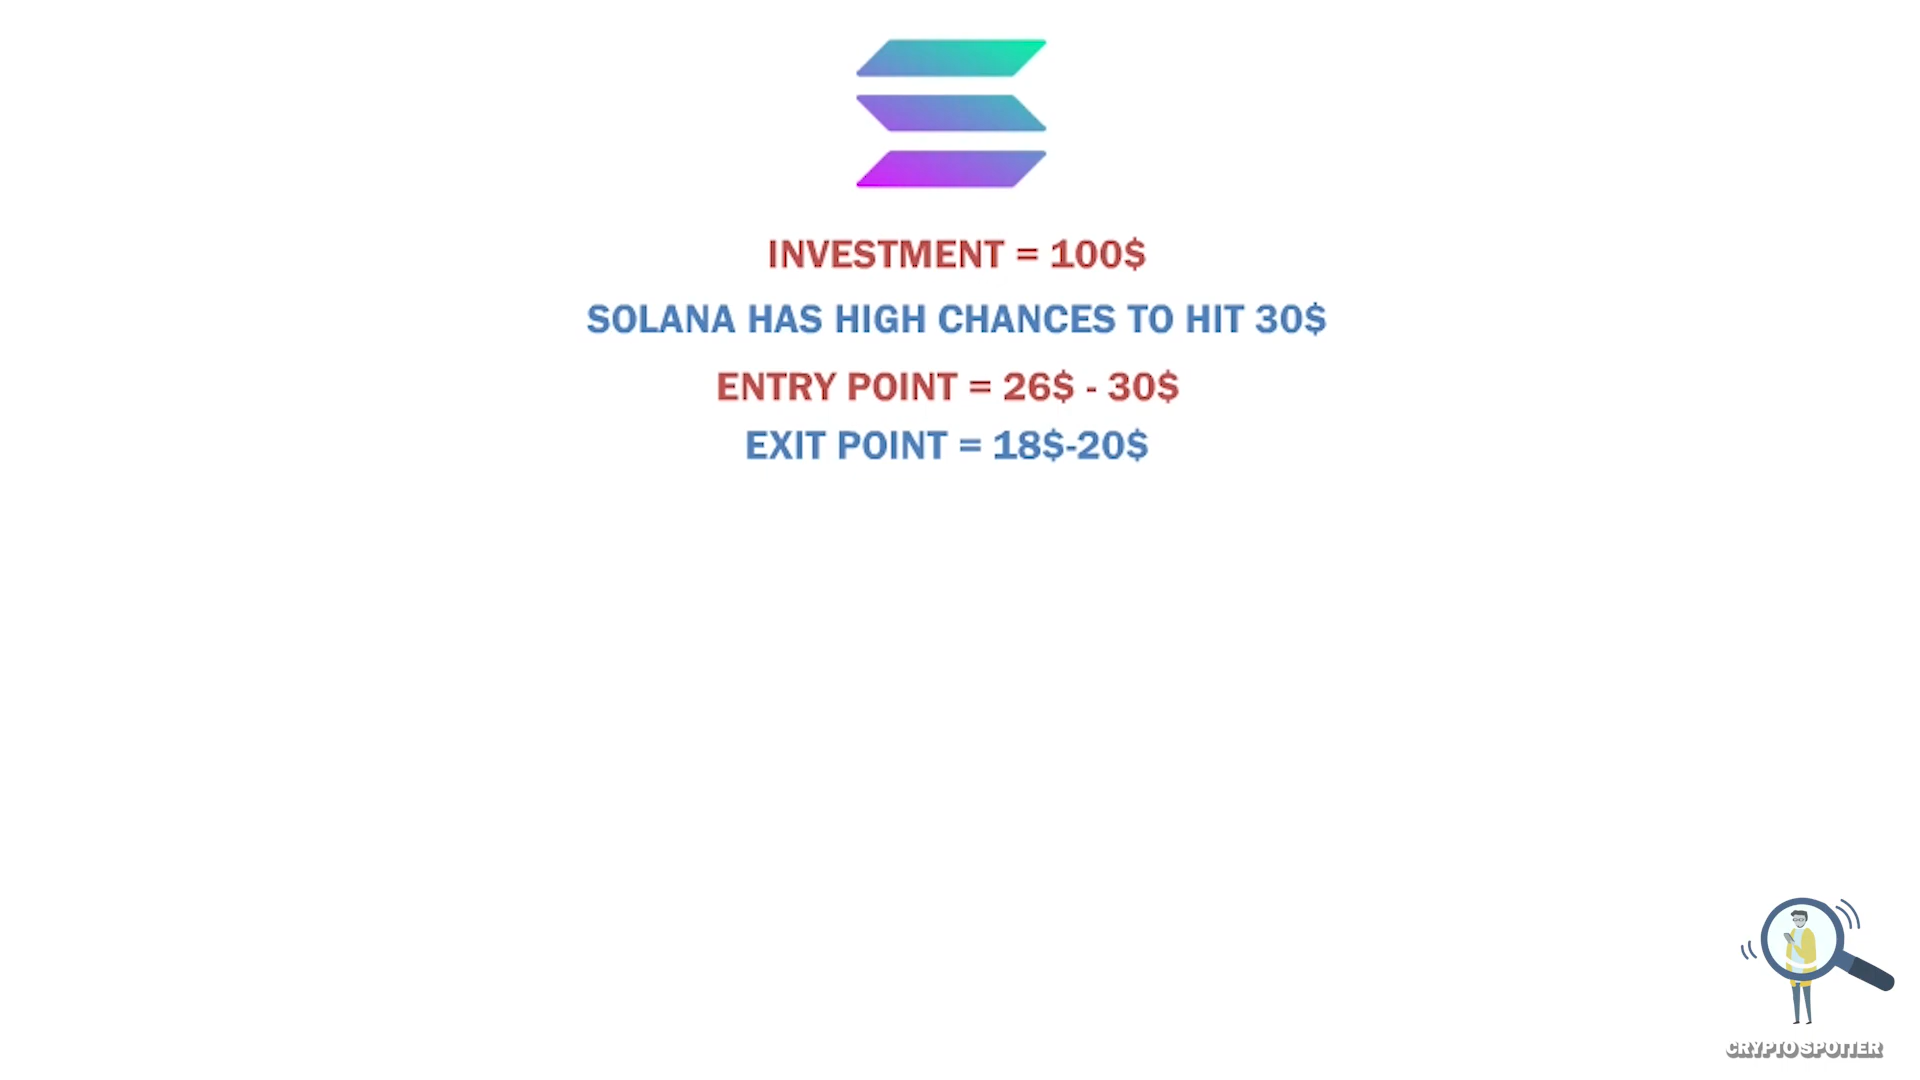 INVESTMENT = 100$
SOLANA HAS HIGH CHANCES TO HIT 30$
ENTRY POINT = 26$ - 30$
EXIT POINT = 18$-20$
CRYPTO SPOTTER